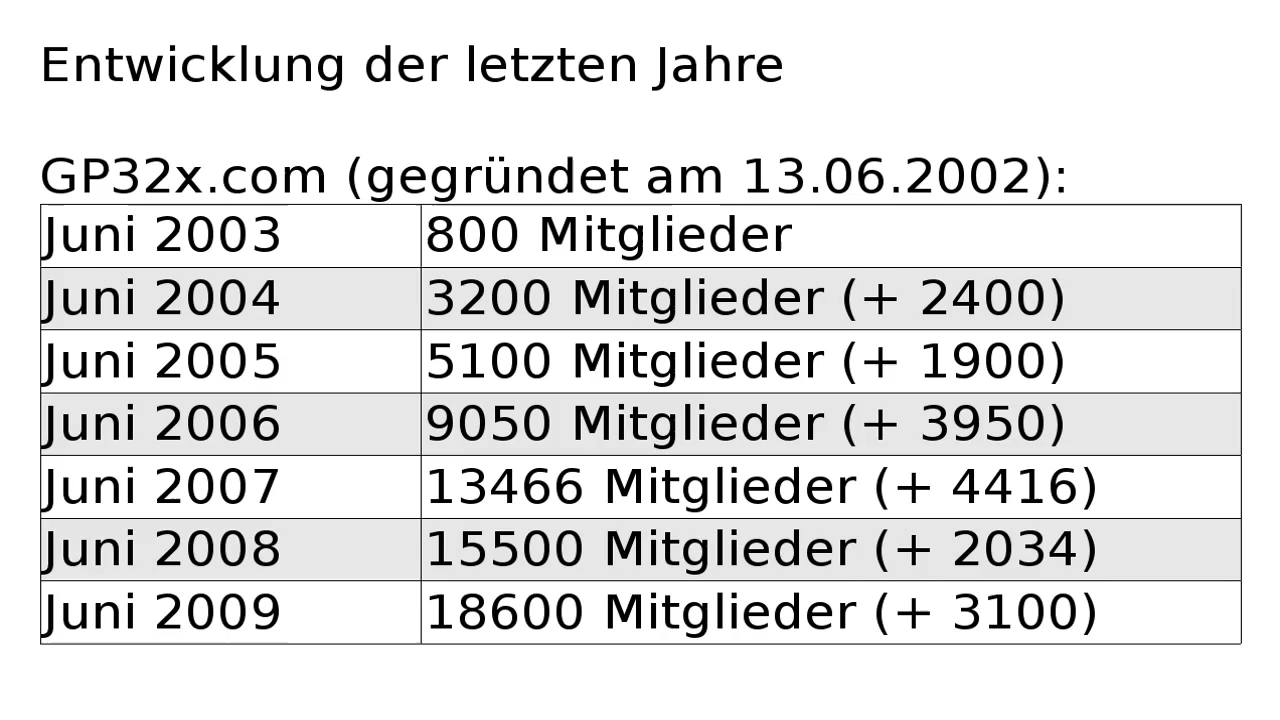 Entwicklung der letzten Jahre
GP32x.com (gegründet am 13.06.2002):
Juni 2003 800 Mitglieder
Juni 2004 3200 Mitglieder (+ 2400)
Juni 2005 5100 Mitglieder (+ 1900)
Juni 2006 9050 Mitglieder (+ 3950)
Juni 2007 13466 Mitglieder (+ 4416)
Juni 2008 15500 Mitglieder (+ 2034)
Juni 2009 18600 Mitglieder (+ 3100)